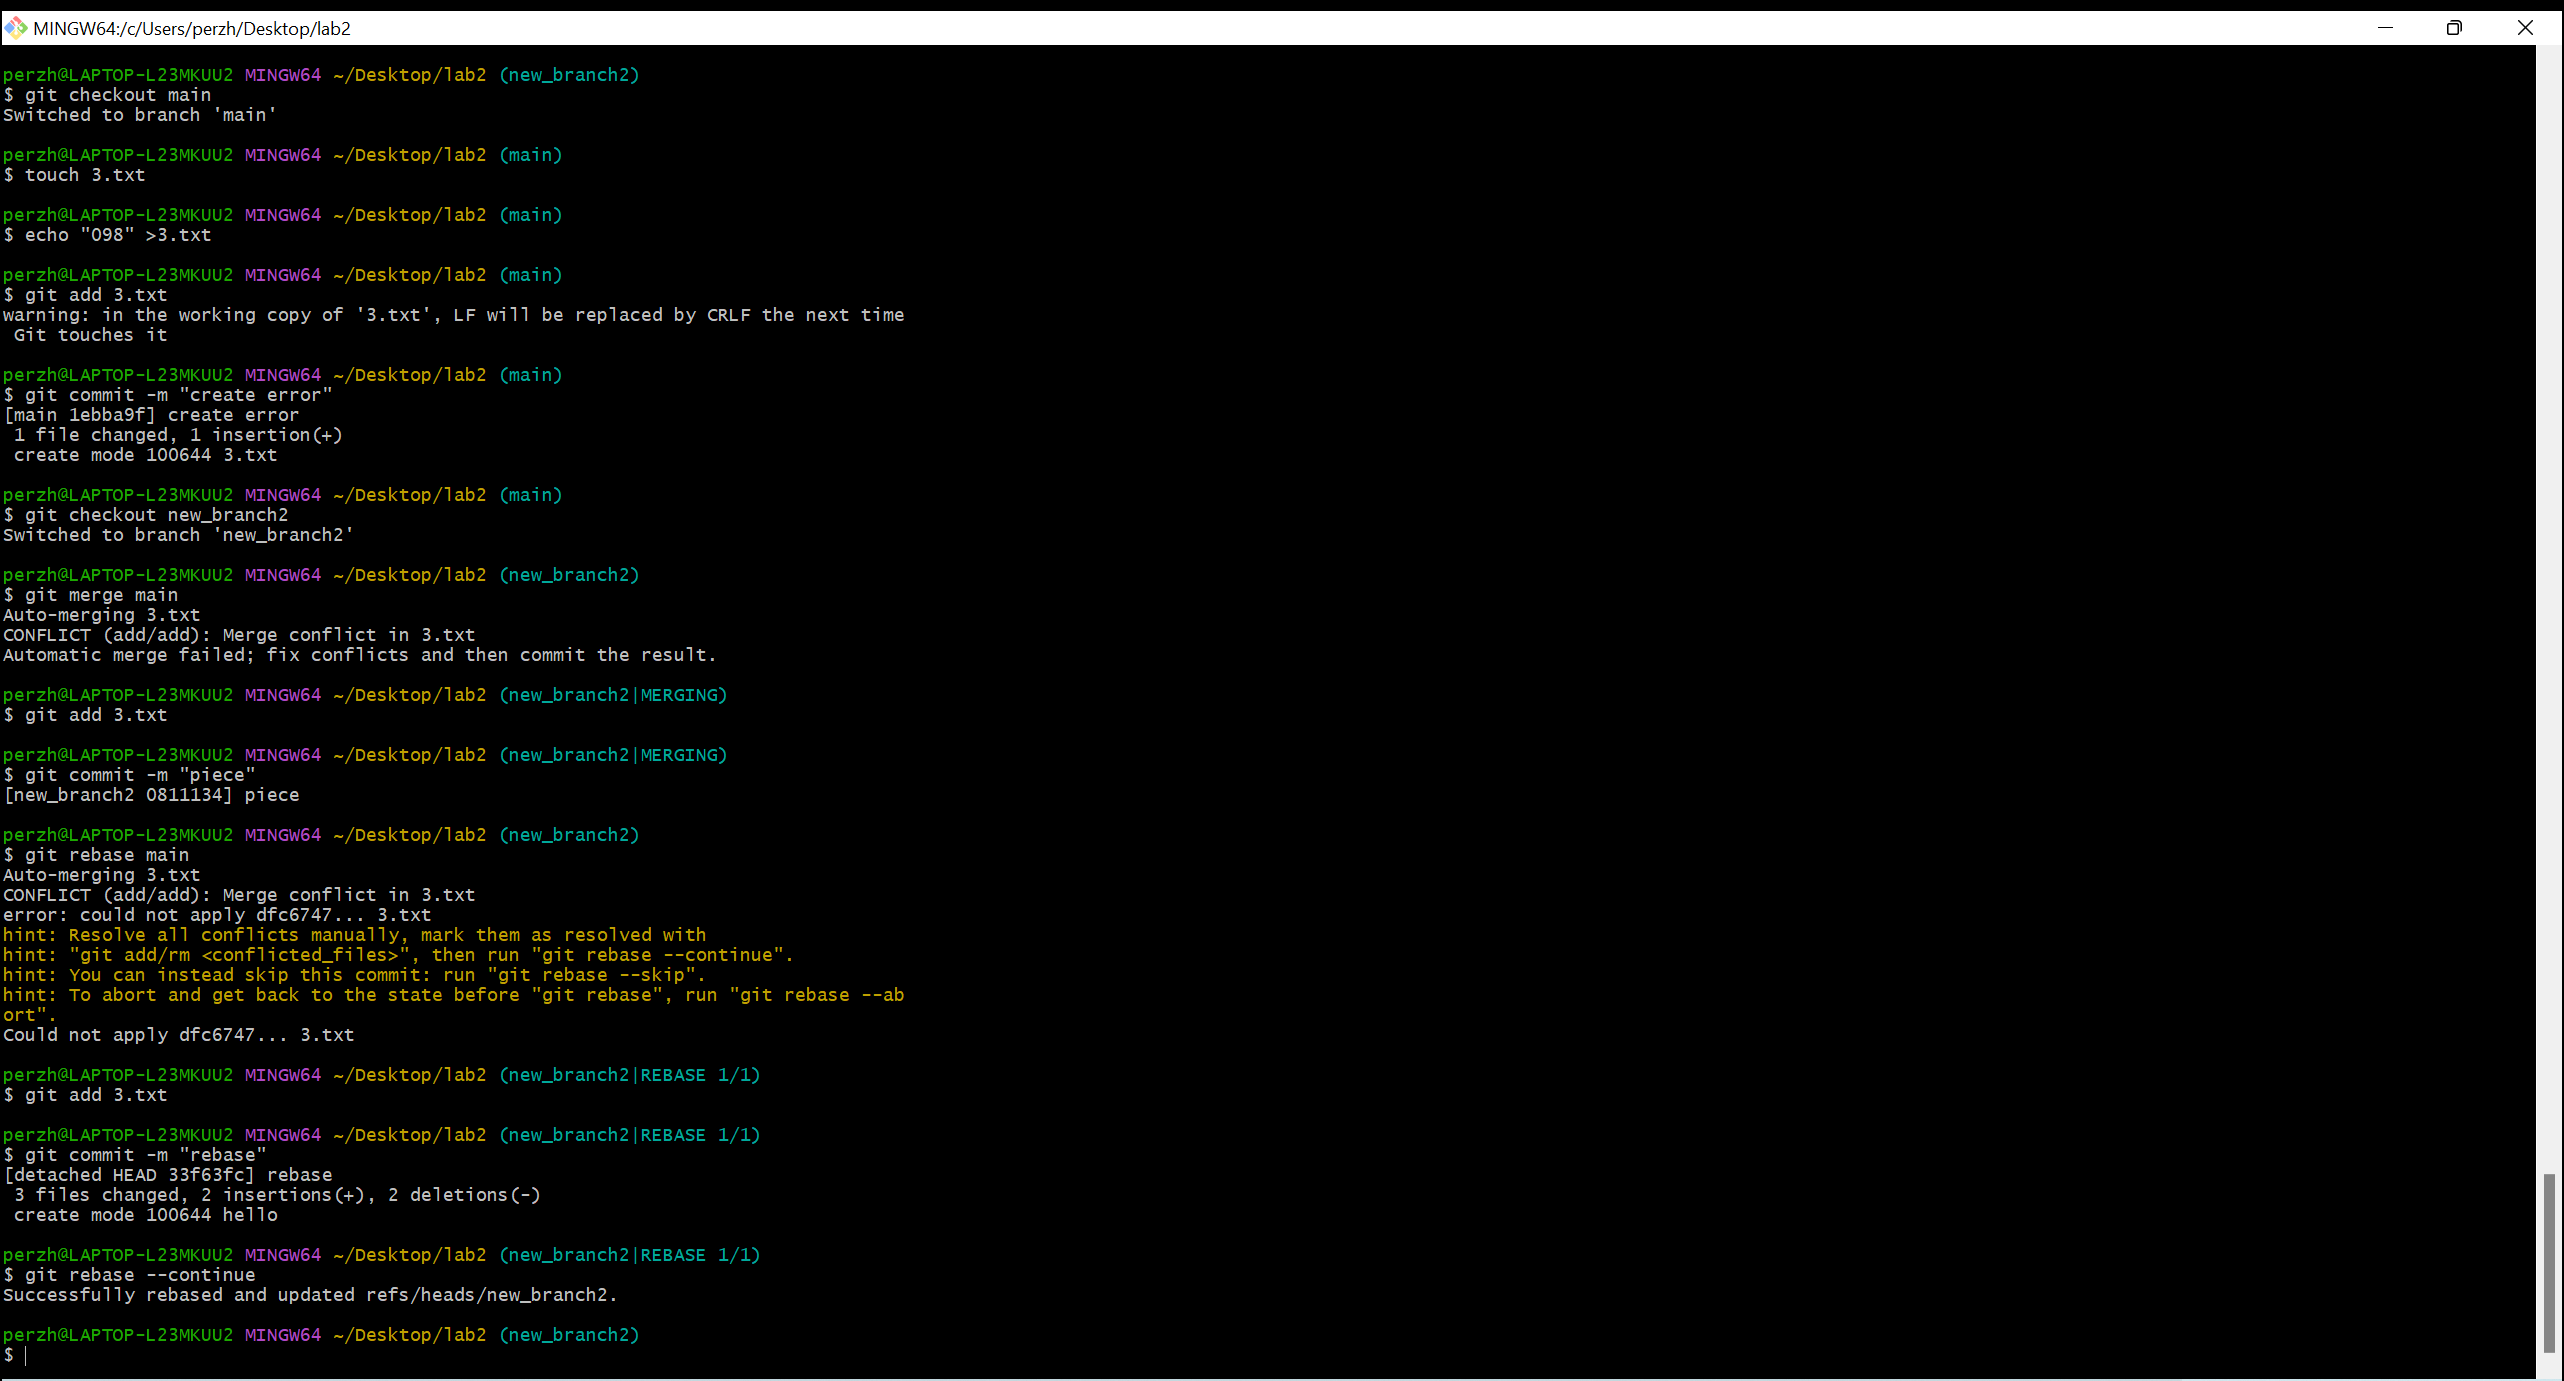 MINGW64:/c/Users/perzh/Desktop/lab2
perzh@LAPTOP-L23MKUU2 MINGW64 ~/Desktop/lab2 (new_branch2)
$ git checkout main
Switched to branch 'main'
perzh@LAPTOP-L23MKUU2 MINGW64 ~/Desktop/lab2 (main)
$ touch 3.txt
perzh@LAPTOP-L23MKUU2 MINGW64 ~/Desktop/lab2 (main)
$ echo "098" >3.txt
perzh@LAPTOP-L23MKUU2 MINGW64 ~/Desktop/lab2 (main)
$ git add 3.txt
warning: in the working copy of '3.txt', LF will be replaced by CRLF the next time
 Git touches it
perzh@LAPTOP-L23MKUU2 MINGW64 ~/Desktop/lab2 (main)
$ git commit -m "create error"
[main 1ebba9f] create error
 1 file changed, 1 insertion(+)
 create mode 100644 3.txt
perzh@LAPTOP-L23MKUU2 MINGW64 ~/Desktop/lab2 (main)
$ git checkout new_branch2
Switched to branch 'new_branch2'
perzh@LAPTOP-L23MKUU2 MINGW64 ~/Desktop/lab2 (new_branch2)
$ git merge main
Auto-merging 3.txt
CONFLICT (add/add): Merge conflict in 3.txt
Automatic merge failed; fix conflicts and then commit the result.
perzh@LAPTOP-L23MKUU2 MINGW64 ~/Desktop/lab2 (new_branch2|MERGING)
$ git add 3.txt
perzh@LAPTOP-L23MKUU2 MINGW64 ~/Desktop/lab2 (new_branch2|MERGING)
$ git commit -m "piece"
[new_branch2 0811134] piece
perzh@LAPTOP-L23MKUU2 MINGW64 ~/Desktop/lab2 (new_branch2)
$ git rebase main
Auto-merging 3.txt
CONFLICT (add/add): Merge conflict in 3.txt
error: could not apply dfc6747... 3.txt
hint: Resolve all conflicts manually, mark them as resolved with
hint: "git add/rm <conflicted_files>", then run "git rebase --continue".
hint: You can instead skip this commit: run "git rebase --skip".
hint: To abort and get back to the state before "git rebase", run "git rebase --ab
ort".
Could not apply dfc6747... 3.txt
perzh@LAPTOP-L23MKUU2 MINGW64 ~/Desktop/lab2 (new_branch2|REBASE 1/1)
$ git add 3.txt
perzh@LAPTOP-L23MKUU2 MINGW64 ~/Desktop/lab2 (new_branch2|REBASE 1/1)
$ git commit -m "rebase"
[detached HEAD 33f63fc] rebase
 3 files changed, 2 insertions(+), 2 deletions(-)
 create mode 100644 hello
perzh@LAPTOP-L23MKUU2 MINGW64 ~/Desktop/lab2 (new_branch2|REBASE 1/1)
$ git rebase --continue
Successfully rebased and updated refs/heads/new_branch2.
perzh@LAPTOP-L23MKUU2 MINGW64 ~/Desktop/lab2 (new_branch2)
$